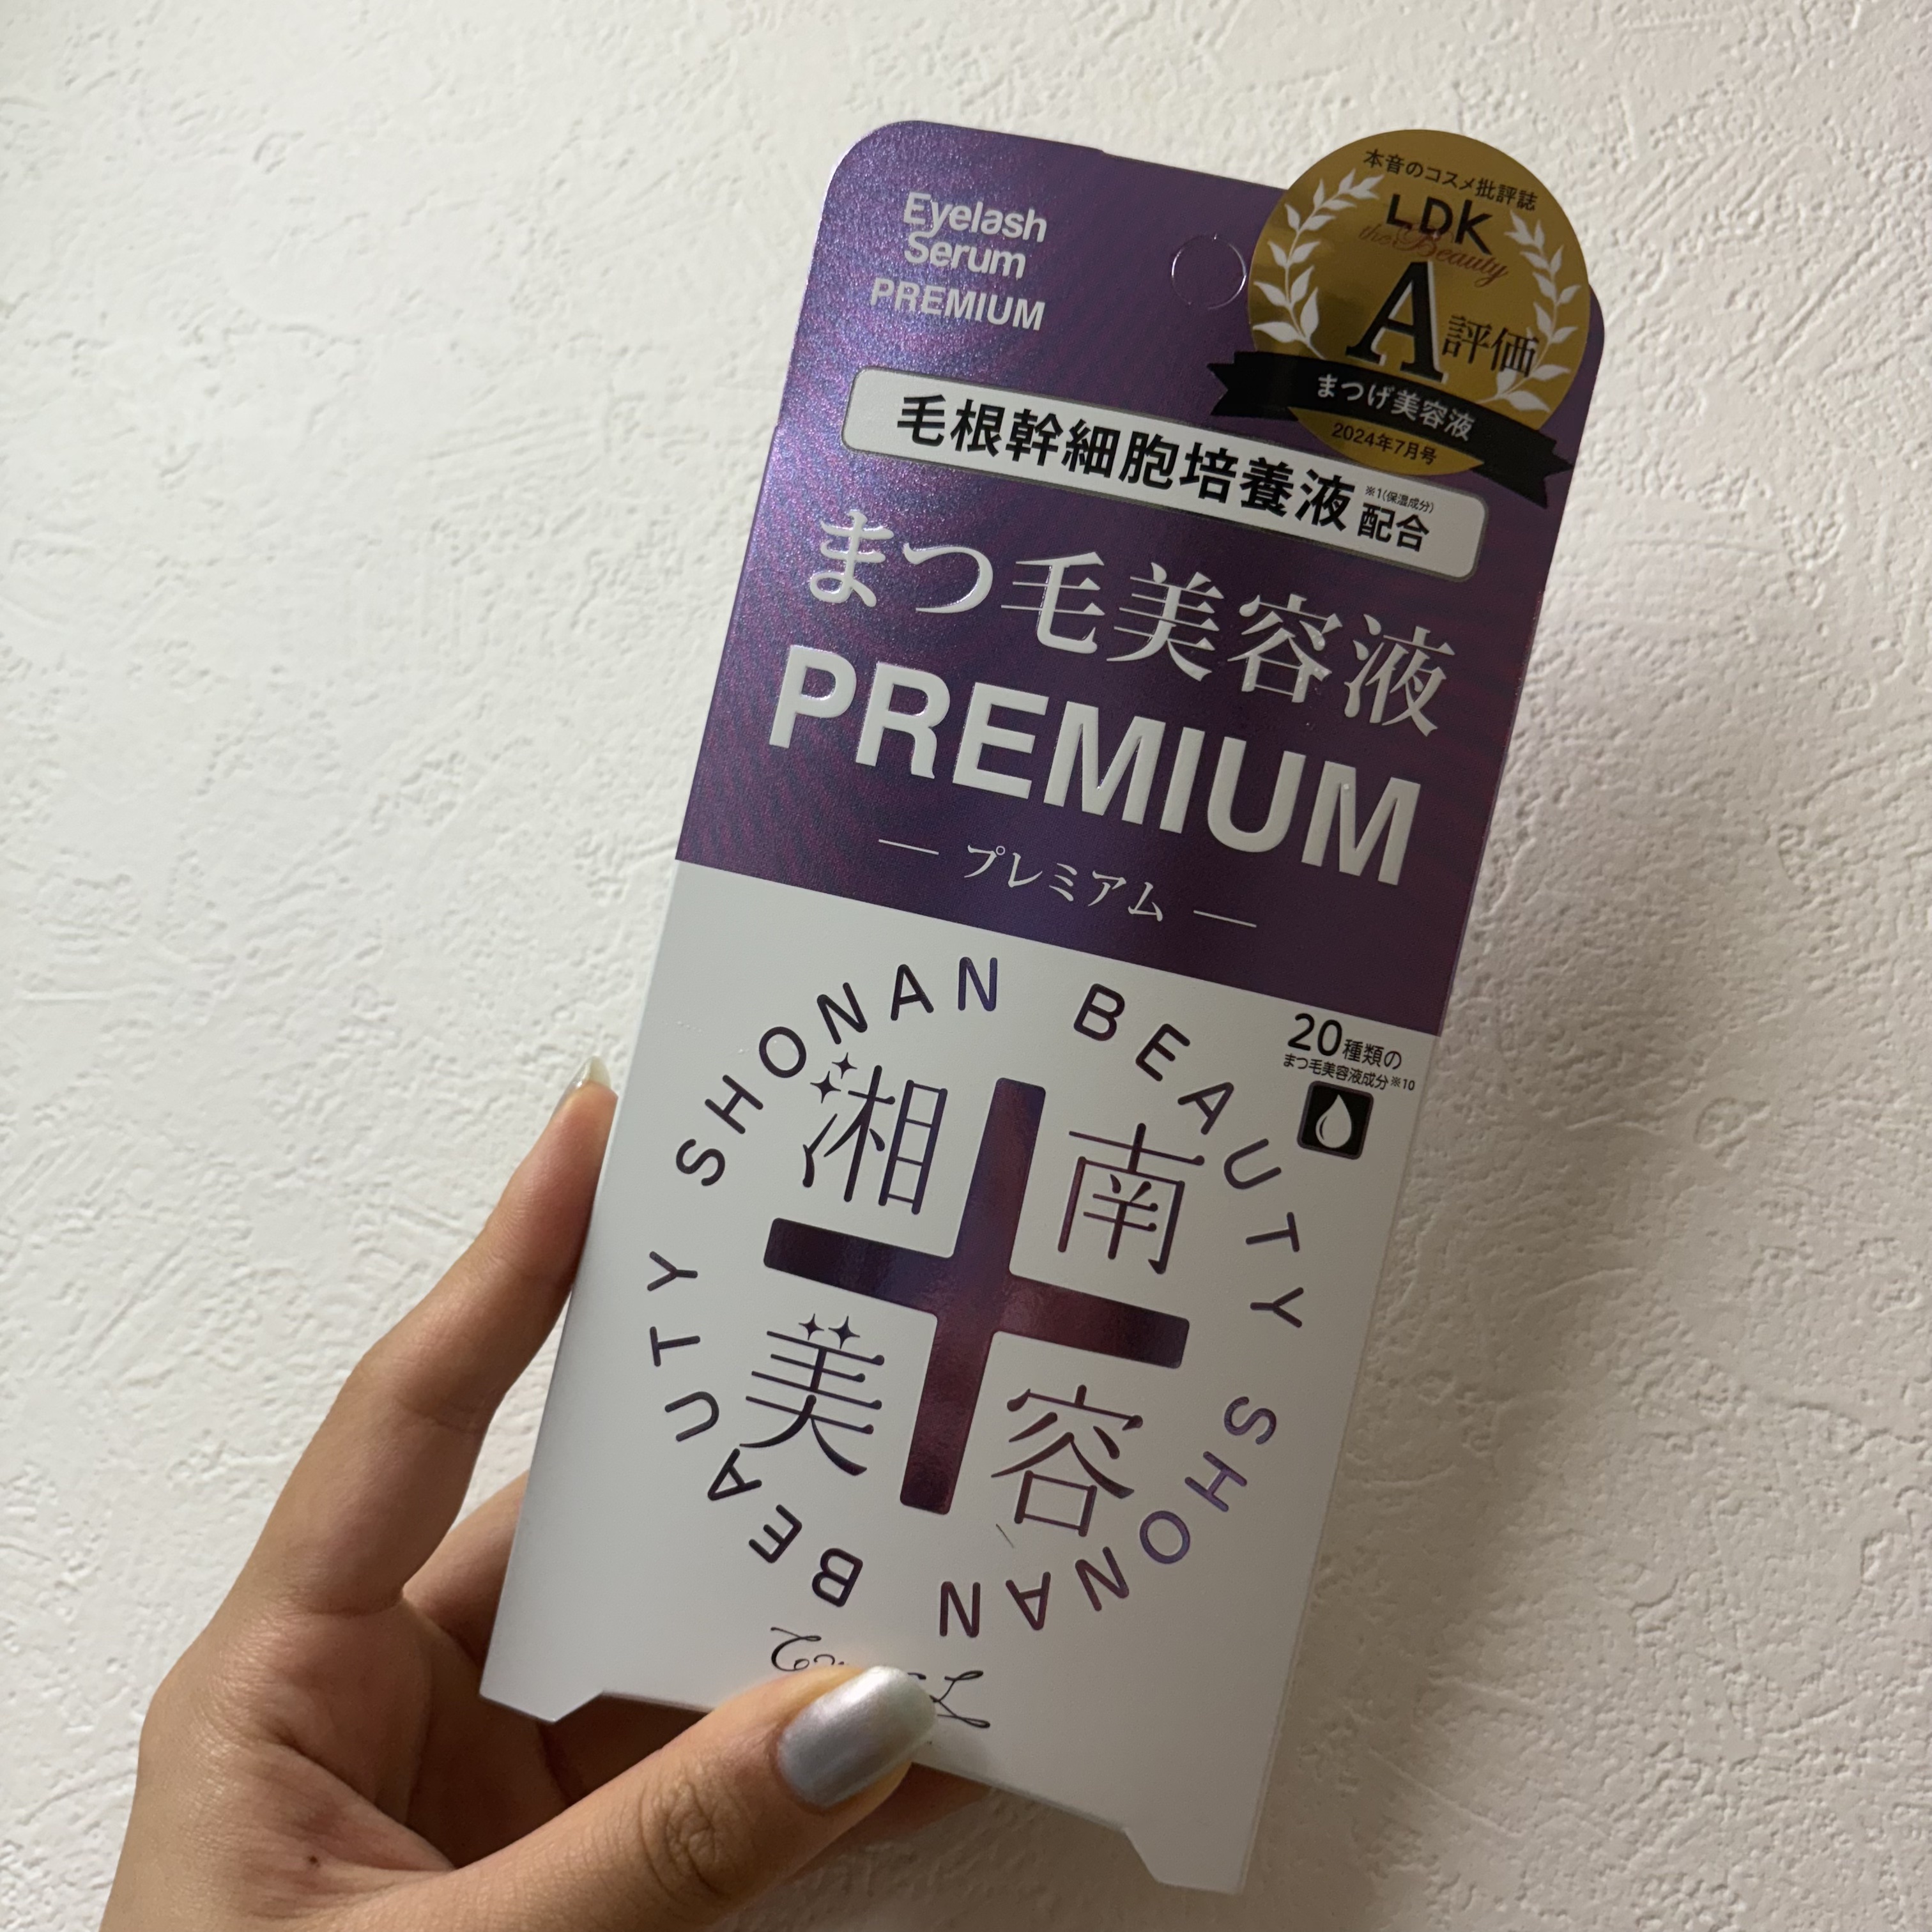 Eyelash
Serum
PREMIUM
本音のコスメ批評誌
LDK
the Beauty
A評価
まつげ美容液
2024年7月号
毛根幹細胞培養液 ※1(保湿成分) 配合
まつ毛美容液
PREMIUM
プレミアム
20種類の
まつ毛美容液成分※10
SHONAN BEAUTY SHONAN BEAUTY
湘南
美容